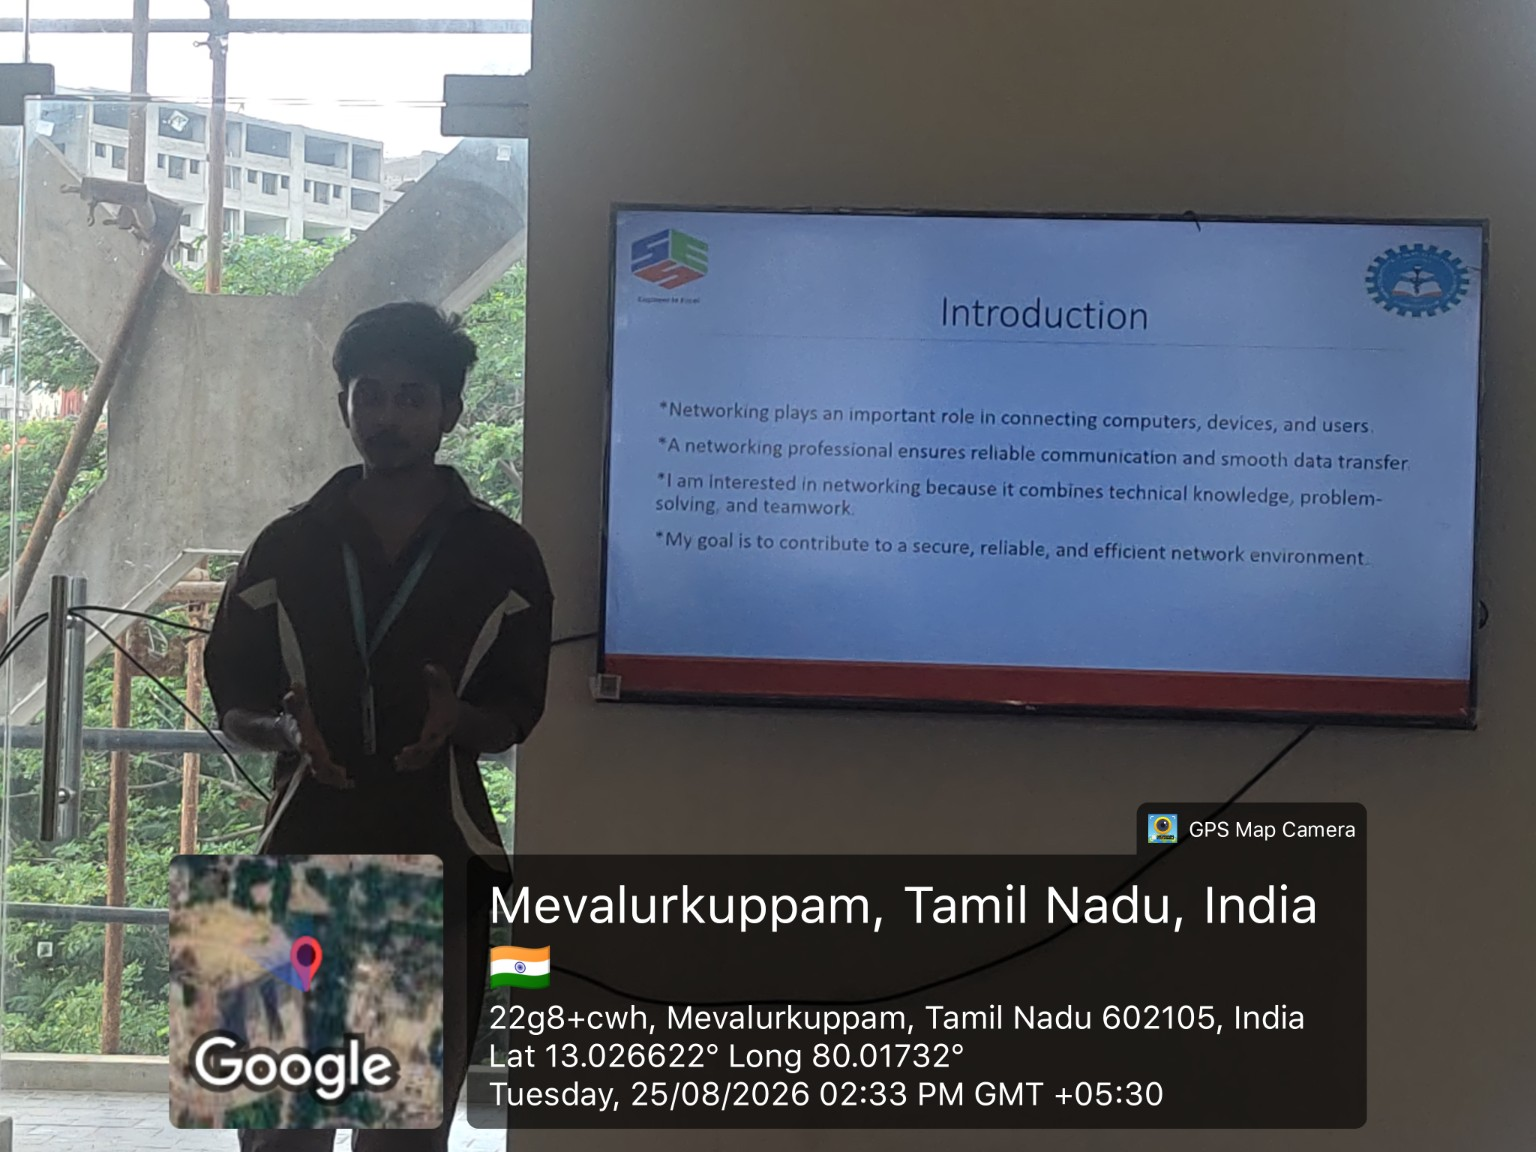 SES
Engineer to Excel
Introduction
*Networking plays an important role in connecting computers, devices, and users.
*A networking professional ensures reliable communication and smooth data transfer
*I am interested in networking because it combines technical knowledge, problem-
solving, and teamwork.
*My goal is to contribute to a secure, reliable, and efficient network environment.
GPS Map Camera
Mevalurkuppam, Tamil Nadu, India
22g8+cwh, Mevalurkuppam, Tamil Nadu 602105, India
Lat 13.026622° Long 80.01732°
Tuesday, 25/08/2026 02:33 PM GMT +05:30
Google